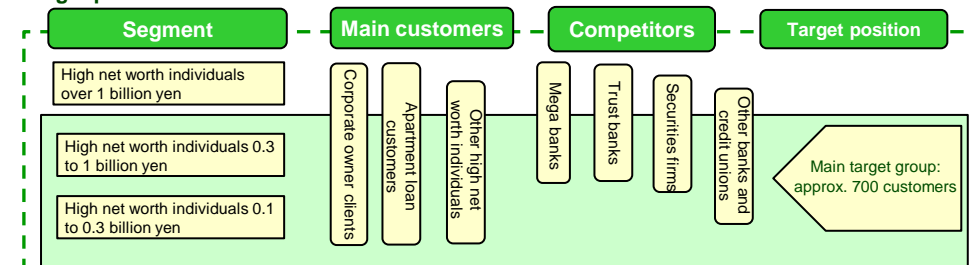 Segment
Main customers
Competitors
Target position
High net worth individuals
over 1 billion yen
High net worth individuals 0.3
to 1 billion yen
High net worth individuals 0.1
to 0.3 billion yen
Corporate owner clients
Apartment loan
customers
Other high net
worth individuals
Mega banks
Trust banks
Securities firms
Other banks and
credit unions
Main target group:
approx. 700 customers